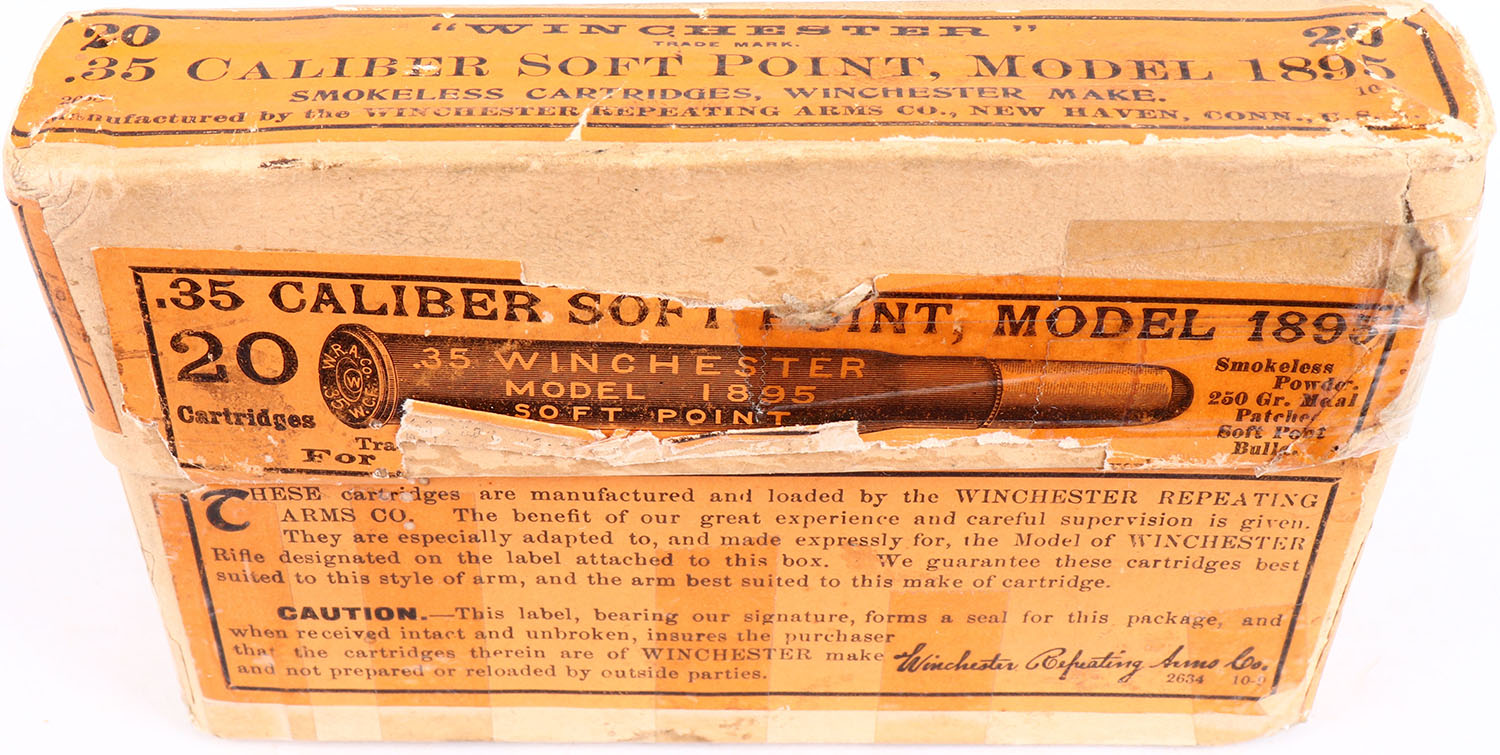 20 "WINCHESTER" 20
TRADE MARK.
.35 CALIBER SOFT POINT, MODEL 1895
SMOKELESS CARTRIDGES, WINCHESTER MAKE.
Manufactured by the WINCHESTER REPEATING ARMS CO., NEW HAVEN, CONN., U.S.
.35 CALIBER SOFT POINT, MODEL 1895
20
Cartridges
W.R.A.CO.
W
35 W.C.F.
.35 WINCHESTER
MODEL 1895
SOFT POINT
Smokeless
Powder.
250 Gr. Metal
Patched
Soft Point
For
THESE cartridges are manufactured and loaded by the WINCHESTER REPEATING
ARMS CO. The benefit of our great experience and careful supervision is given.
They are especially adapted to, and made expressly for, the Model of WINCHESTER
Rifle designated on the label attached to this box. We guarantee these cartridges best
suited to this style of arm, and the arm best suited to this make of cartridge.
CAUTION.—This label, bearing our signature, forms a seal for this package, and
when received intact and unbroken, insures the purchaser
that the cartridges therein are of WINCHESTER make
and not prepared or reloaded by outside parties.
Winchester Repeating Arms Co.
2634 10-9